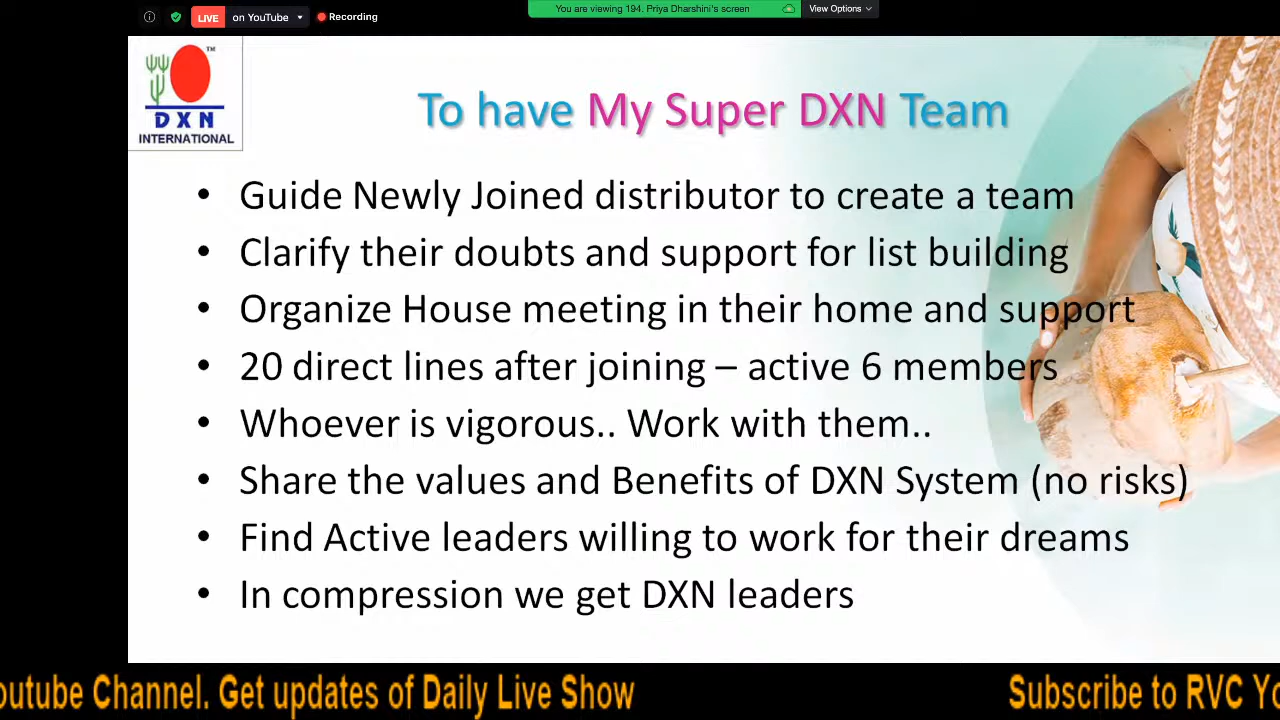 LIVE on YouTube Recording
You are viewing 194. Priya Dharshini's screen View Options
TM
DXN
INTERNATIONAL
To have My Super DXN Team
• Guide Newly Joined distributor to create a team
• Clarify their doubts and support for list building
• Organize House meeting in their home and support
• 20 direct lines after joining – active 6 members
• Whoever is vigorous.. Work with them..
• Share the values and Benefits of DXN System (no risks)
• Find Active leaders willing to work for their dreams
• In compression we get DXN leaders
outube Channel. Get updates of Daily Live Show Subscribe to RVC Yo